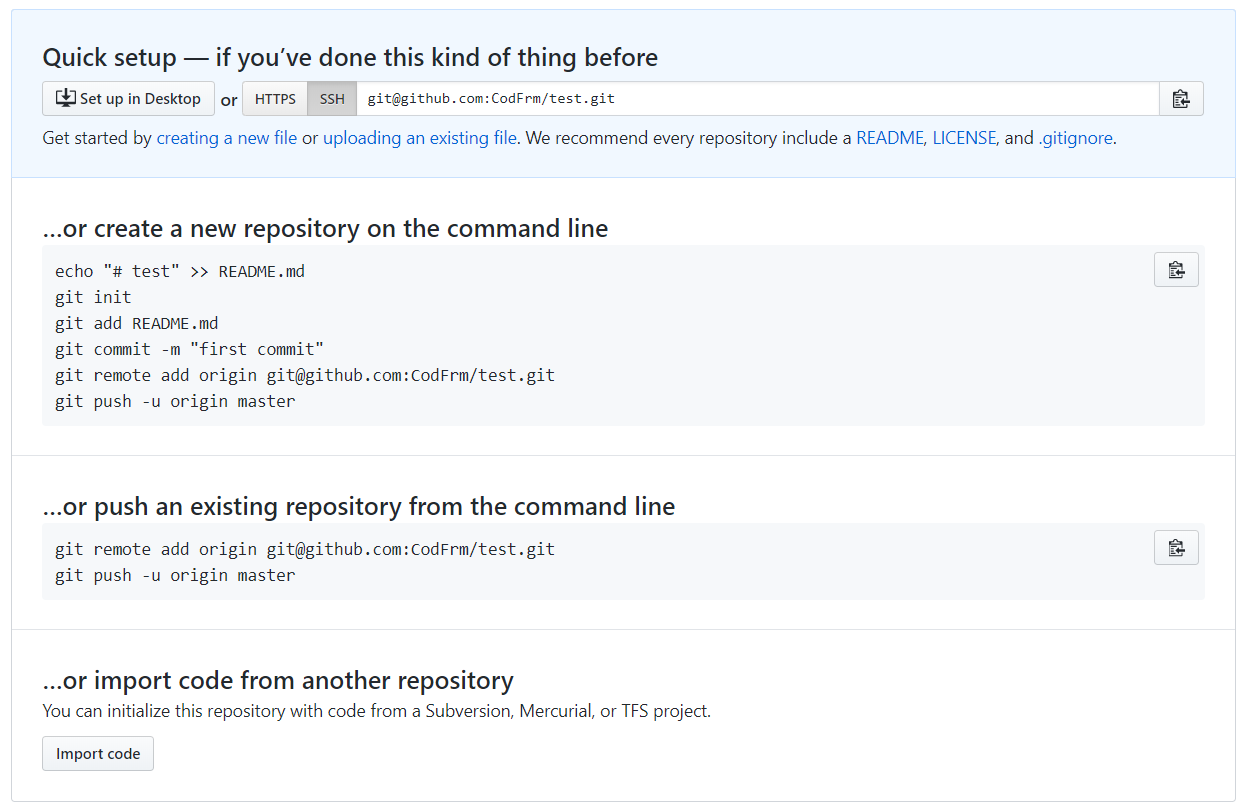 Quick setup — if you’ve done this kind of thing before
Set up in Desktop or HTTPS SSH git@github.com:CodFrm/test.git
Get started by creating a new file or uploading an existing file. We recommend every repository include a README, LICENSE, and .gitignore.
…or create a new repository on the command line
echo "# test" >> README.md
git init
git add README.md
git commit -m "first commit"
git remote add origin git@github.com:CodFrm/test.git
git push -u origin master
…or push an existing repository from the command line
git remote add origin git@github.com:CodFrm/test.git
git push -u origin master
…or import code from another repository
You can initialize this repository with code from a Subversion, Mercurial, or TFS project.
Import code